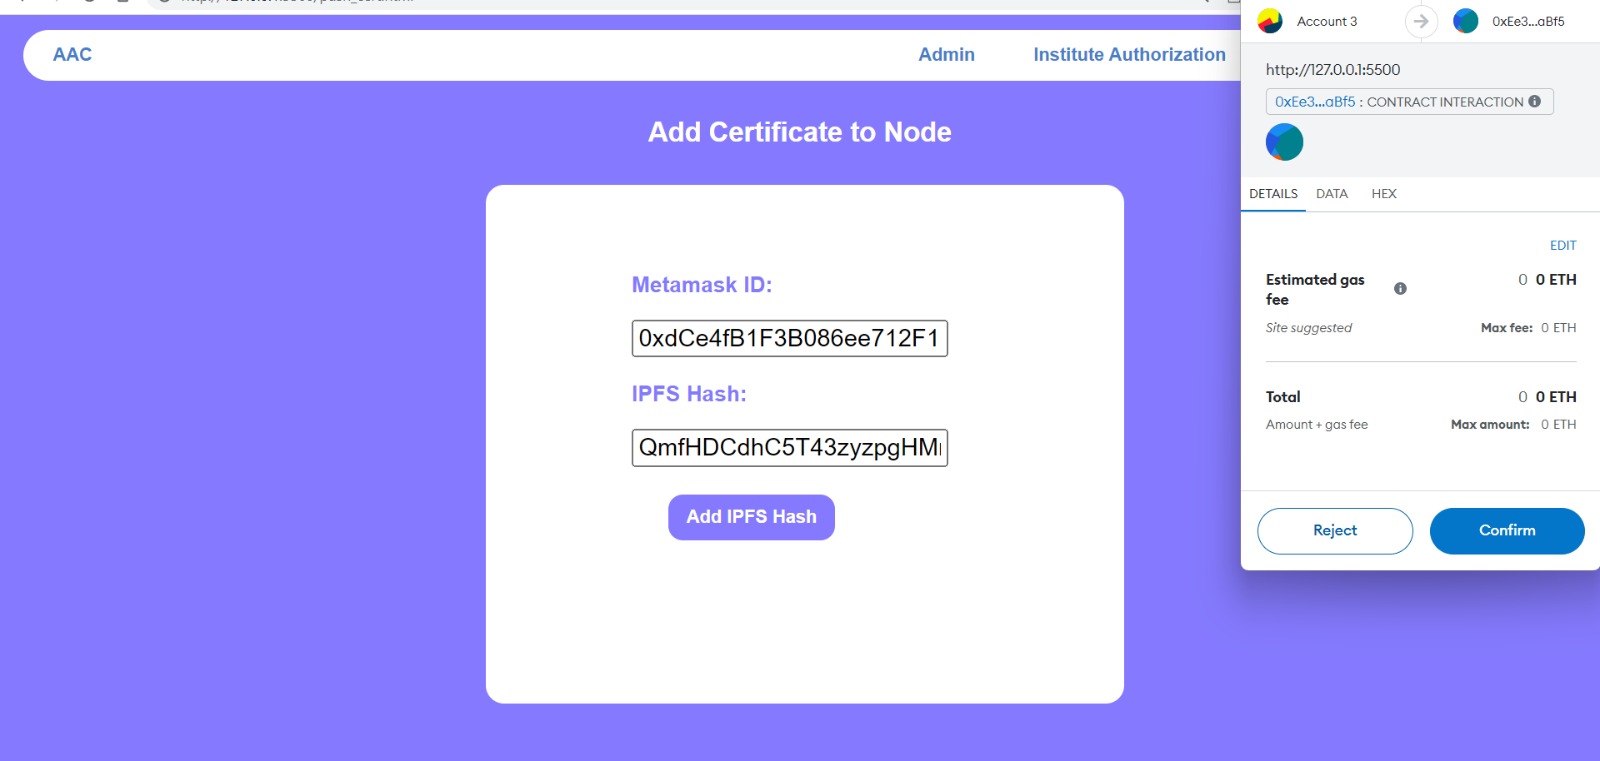 AAC
Admin
Institute Authorization
Add Certificate to Node
Metamask ID:
0xdCe4fB1F3B086ee712F1
IPFS Hash:
QmfHDCdhC5T43zyzpgHM
Add IPFS Hash
Account 3
0xEe3...aBf5
http://127.0.0.1:5500
0xEe3...aBf5 : CONTRACT INTERACTION
DETAILS DATA HEX
EDIT
Estimated gas fee
0 0 ETH
Site suggested
Max fee: 0 ETH
Total
0 0 ETH
Amount + gas fee
Max amount: 0 ETH
Reject
Confirm